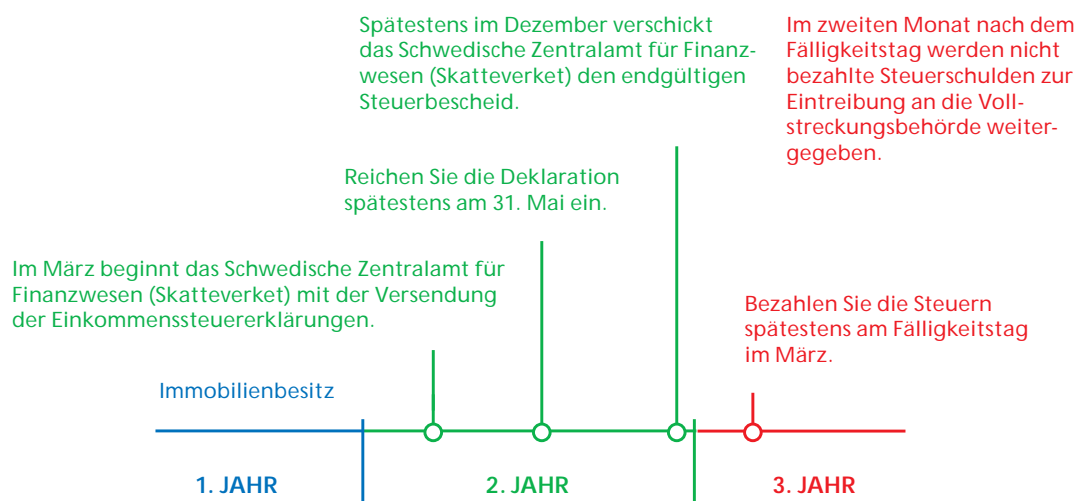 Spätestens im Dezember verschickt
das Schwedische Zentralamt für Finanz-
wesen (Skatteverket) den endgültigen
Steuerbescheid.
Im zweiten Monat nach dem
Fälligkeitstag werden nicht
bezahlte Steuerschulden zur
Eintreibung an die Voll-
streckungsbehörde weiter-
gegeben.
Reichen Sie die Deklaration
spätestens am 31. Mai ein.
Im März beginnt das Schwedische Zentralamt für
Finanzwesen (Skatteverket) mit der Versendung
der Einkommenssteuererklärungen.
Bezahlen Sie die Steuern
spätestens am Fälligkeitstag
im März.
Immobilienbesitz
1. JAHR
2. JAHR
3. JAHR